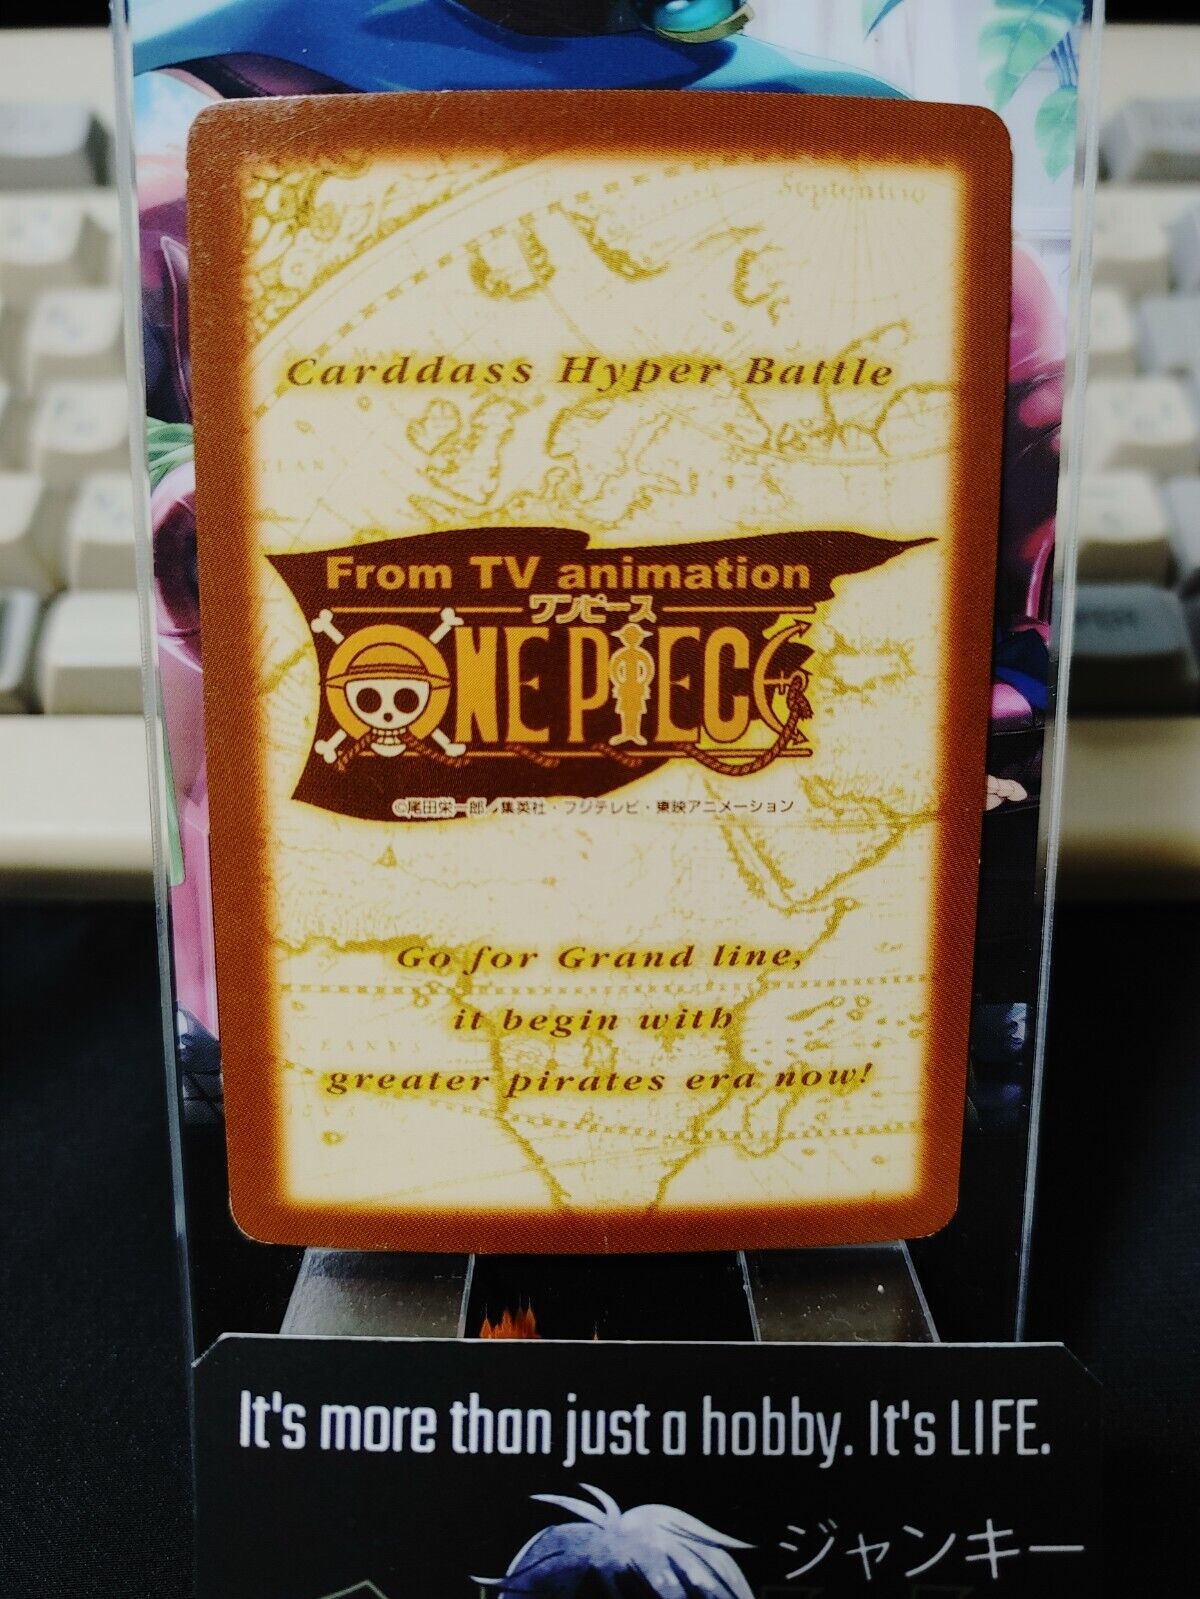 Septentrio
Carddass Hyper Battle
From TV animation
ワンピース
ONE PIECE
©尾田栄一郎／集英社・フジテレビ・東映アニメーション
Go for Grand line,
it begin with
greater pirates era now!
It's more than just a hobby. It's LIFE.
ジャンキー